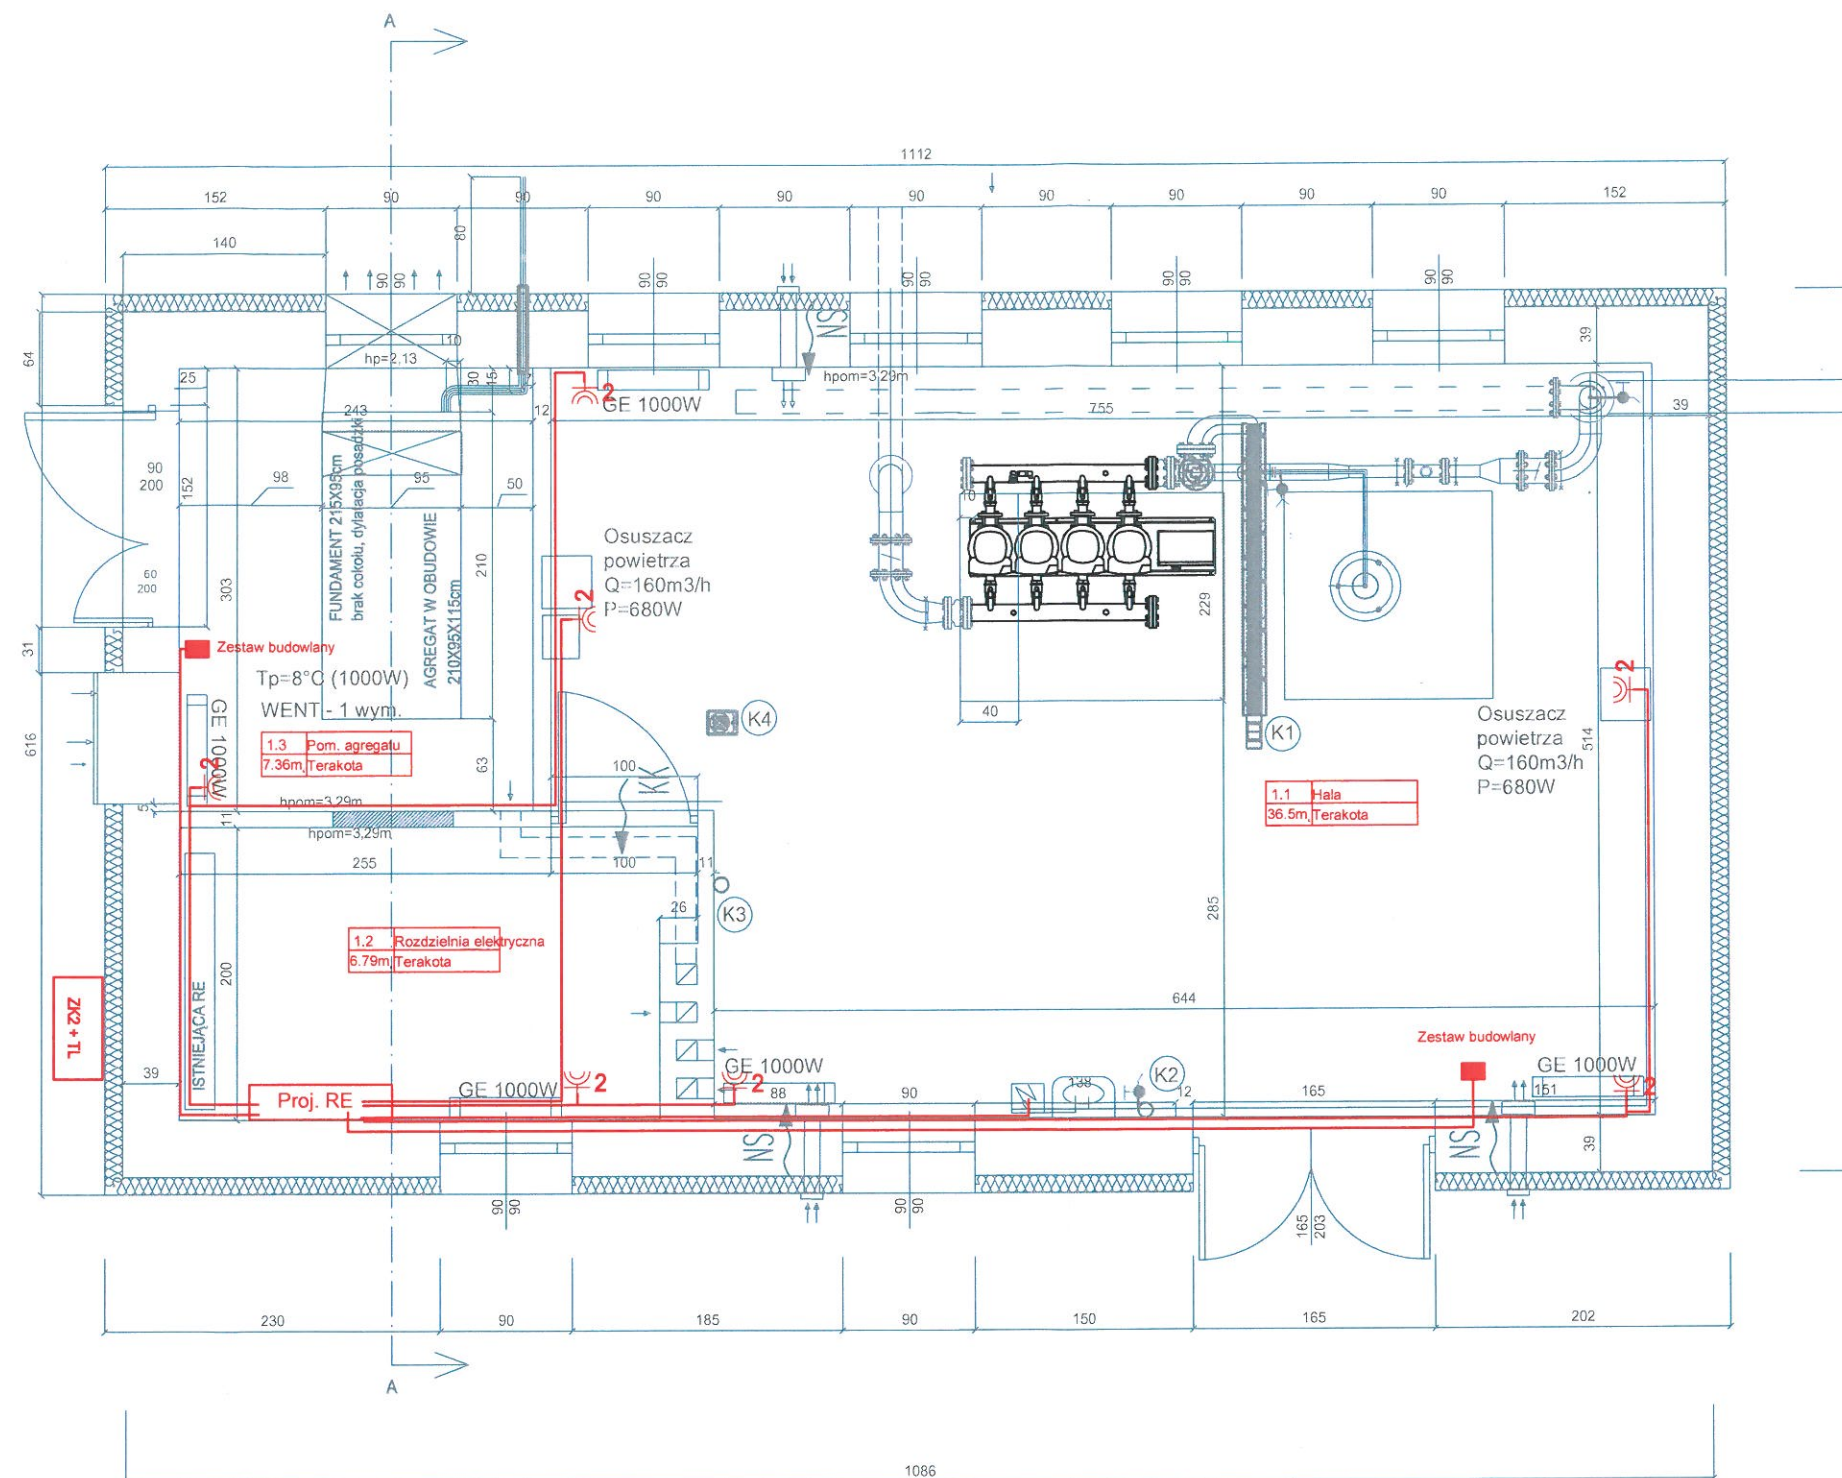 A
1112
152 90 90 90 90 90 90 90 90 90 152
140
80
90
90
90
90
90
90
90
90
90
90
NS
39
64
10
hp=2.13
30
15
25
hpom=3,29m
2
GE 1000W
243
12
755
39
90
200
152
98
95
50
10
FUNDAMENT 215X95cm
brak cokołu, dylatacja posadzki
AGREGAT W OBUDOWIE
210X95X115cm
Osuszacz
powietrza
Q=160m3/h
P=680W
60
200
303
210
2
229
31
Zestaw budowlany
Tp=8°C (1000W)
WENT - 1 wym.
GE 1000W
2
1.3 Pom. agregatu
7.36m Terakota
63
K4
40
K1
2
Osuszacz
powietrza
Q=160m3/h
P=680W
514
616
100
KK
1.1 Hala
36.5m Terakota
hpom=3,29m
5
11
hpom=3,29m
255
100
11
26
K3
285
1.2 Rozdzielnia elektryczna
6.79m Terakota
200
ISTNIEJĄCA RE
ZK2 + TL
644
Zestaw budowlany
39
GE 1000W
2
GE 1000W
2
88
90
138
K2
12
165
GE 1000W
151
2
Proj. RE
NS
NS
39
90
90
90
90
165
203
230 90 185 90 150 165 202
A
1086